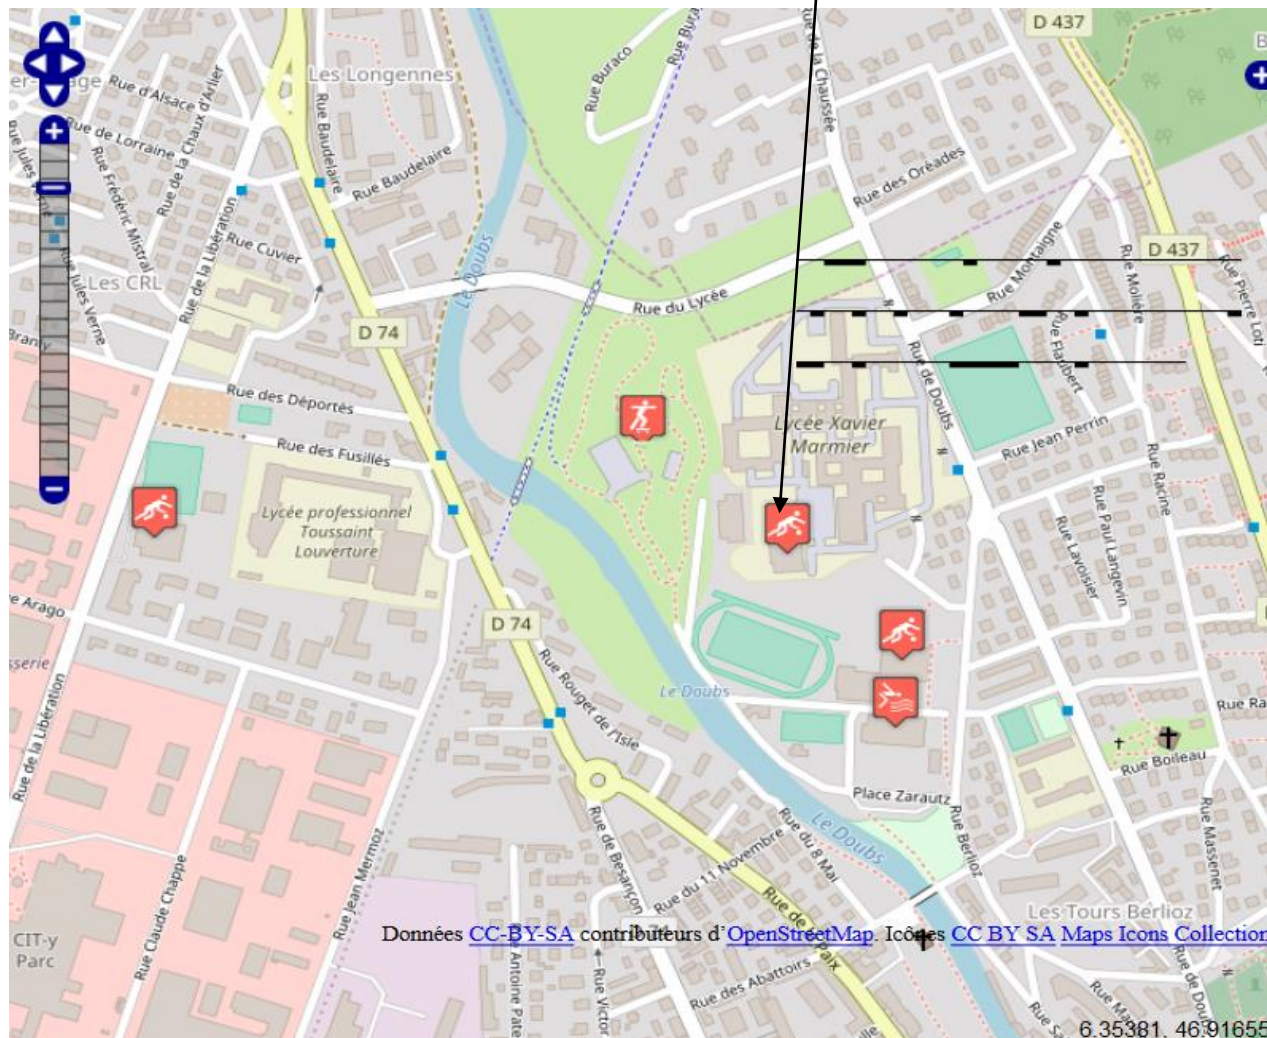 D 437
Rue Buraco
Rue de la Chaussée
Les Longennes
Rue d'Alsace
Rue de la Chaux d'Arlier
Rue de Lorraine
Rue Baudelaire
Rue Baudelaire
Rue Frédéric Mistral
Rue des Oréades
Rue de la Libération
Rue Cuvier
Le Doubs
Rue Montaigne
Rue Molière
D 437
Rue Pierre Loti
Les CRL
Rue Jules Verne
Rue du Lycée
D 74
Rue Flaubert
Rue de Doubs
Rue des Déportés
Lycée Xavier
Marmier
Rue Jean Perrin
Rue des Fusillés
Rue Racine
Lycée professionnel
Toussaint
Louverture
Rue Paul Langevin
Rue Lavoisier
D 74
Rue Rouget de l'Isle
Le Doubs
Rue de la Libération
Rue Boileau
Place Zarautz
Le Doubs
Rue Berlioz
Rue Massenet
Rue du 8 Mai
Rue de Besançon
Rue du 11 Novembre
Rue Jean Mermoz
Rue Claude Chappe
Les Tours Berlioz
Données CC-BY-SA contributeurs d'OpenStreetMap. Icônes CC BY SA Maps Icons Collection
CIT-y
Parc
Rue des Abattoirs
Rue Victor
6.35381, 46.91655